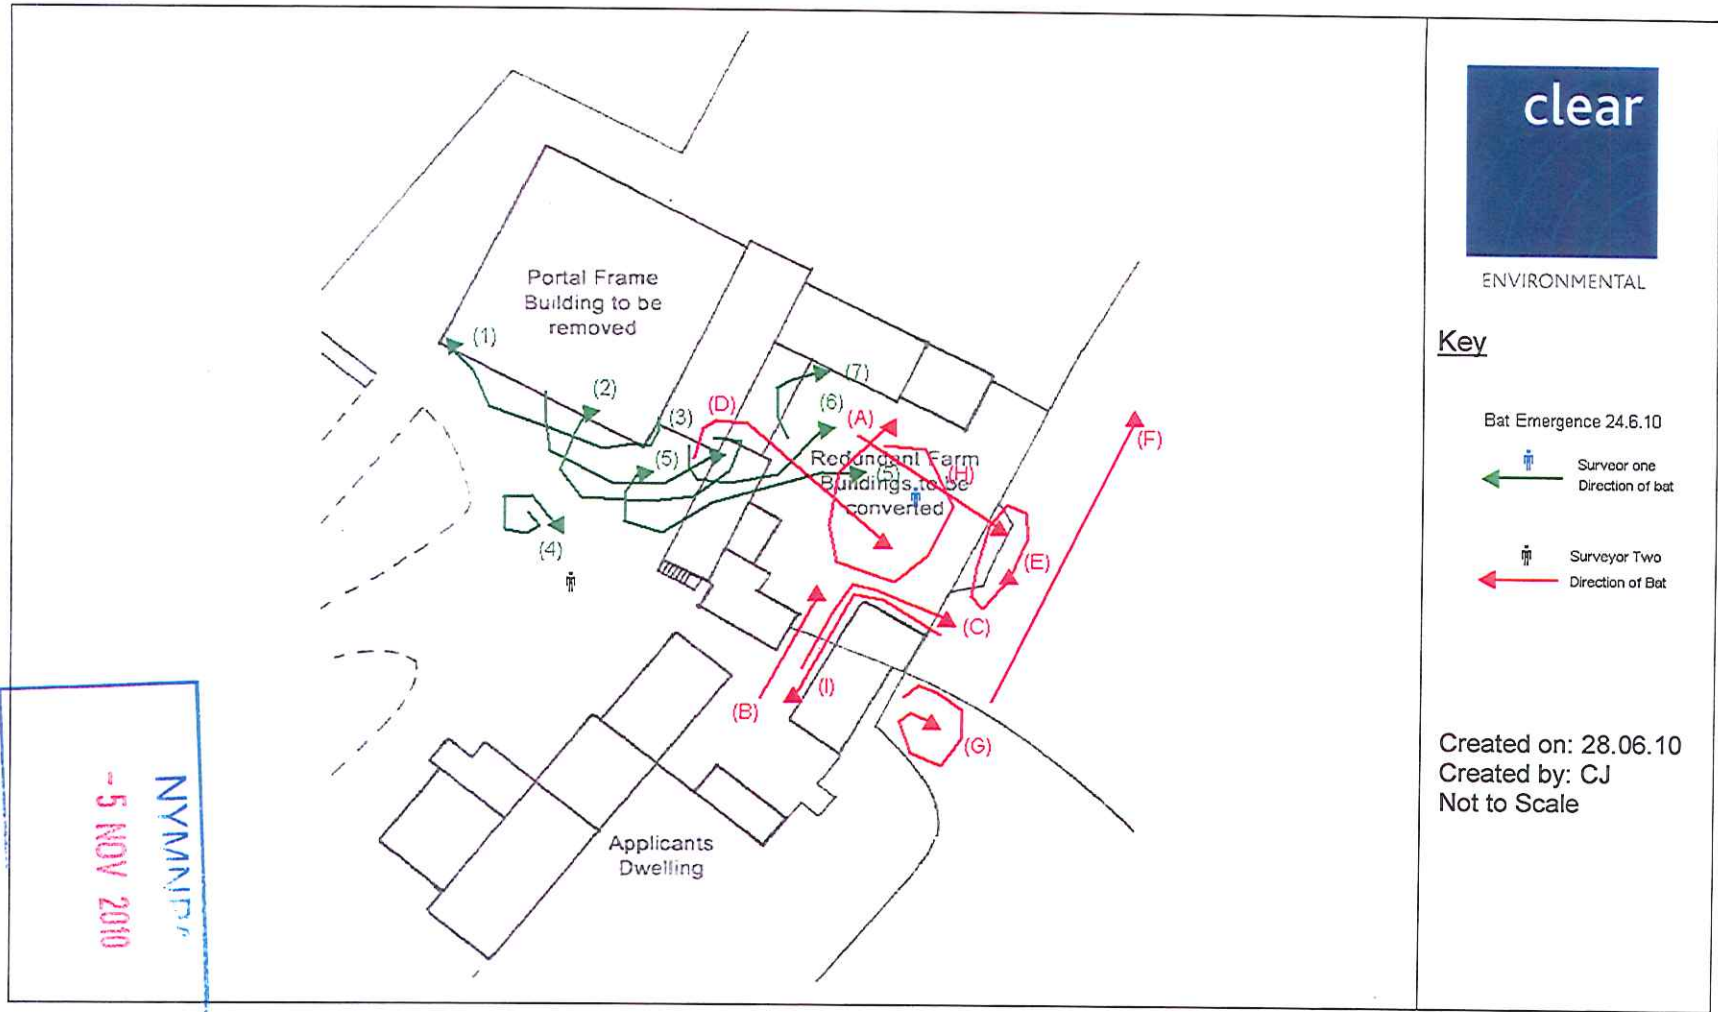 Portal Frame
Building to be
removed
(1)
(2)
(3)
(4)
(5)
(6)
(7)
(5)
(D)
(A)
Redundant Farm
Buildings to be
converted
(H)
(F)
(E)
(C)
(I)
(B)
(G)
Applicants
Dwelling
NYMNPA
-5 NOV 2010
clear
ENVIRONMENTAL
Key
Bat Emergence 24.6.10
Surveor one
Direction of bat
Surveyor Two
Direction of Bat
Created on: 28.06.10
Created by: CJ
Not to Scale